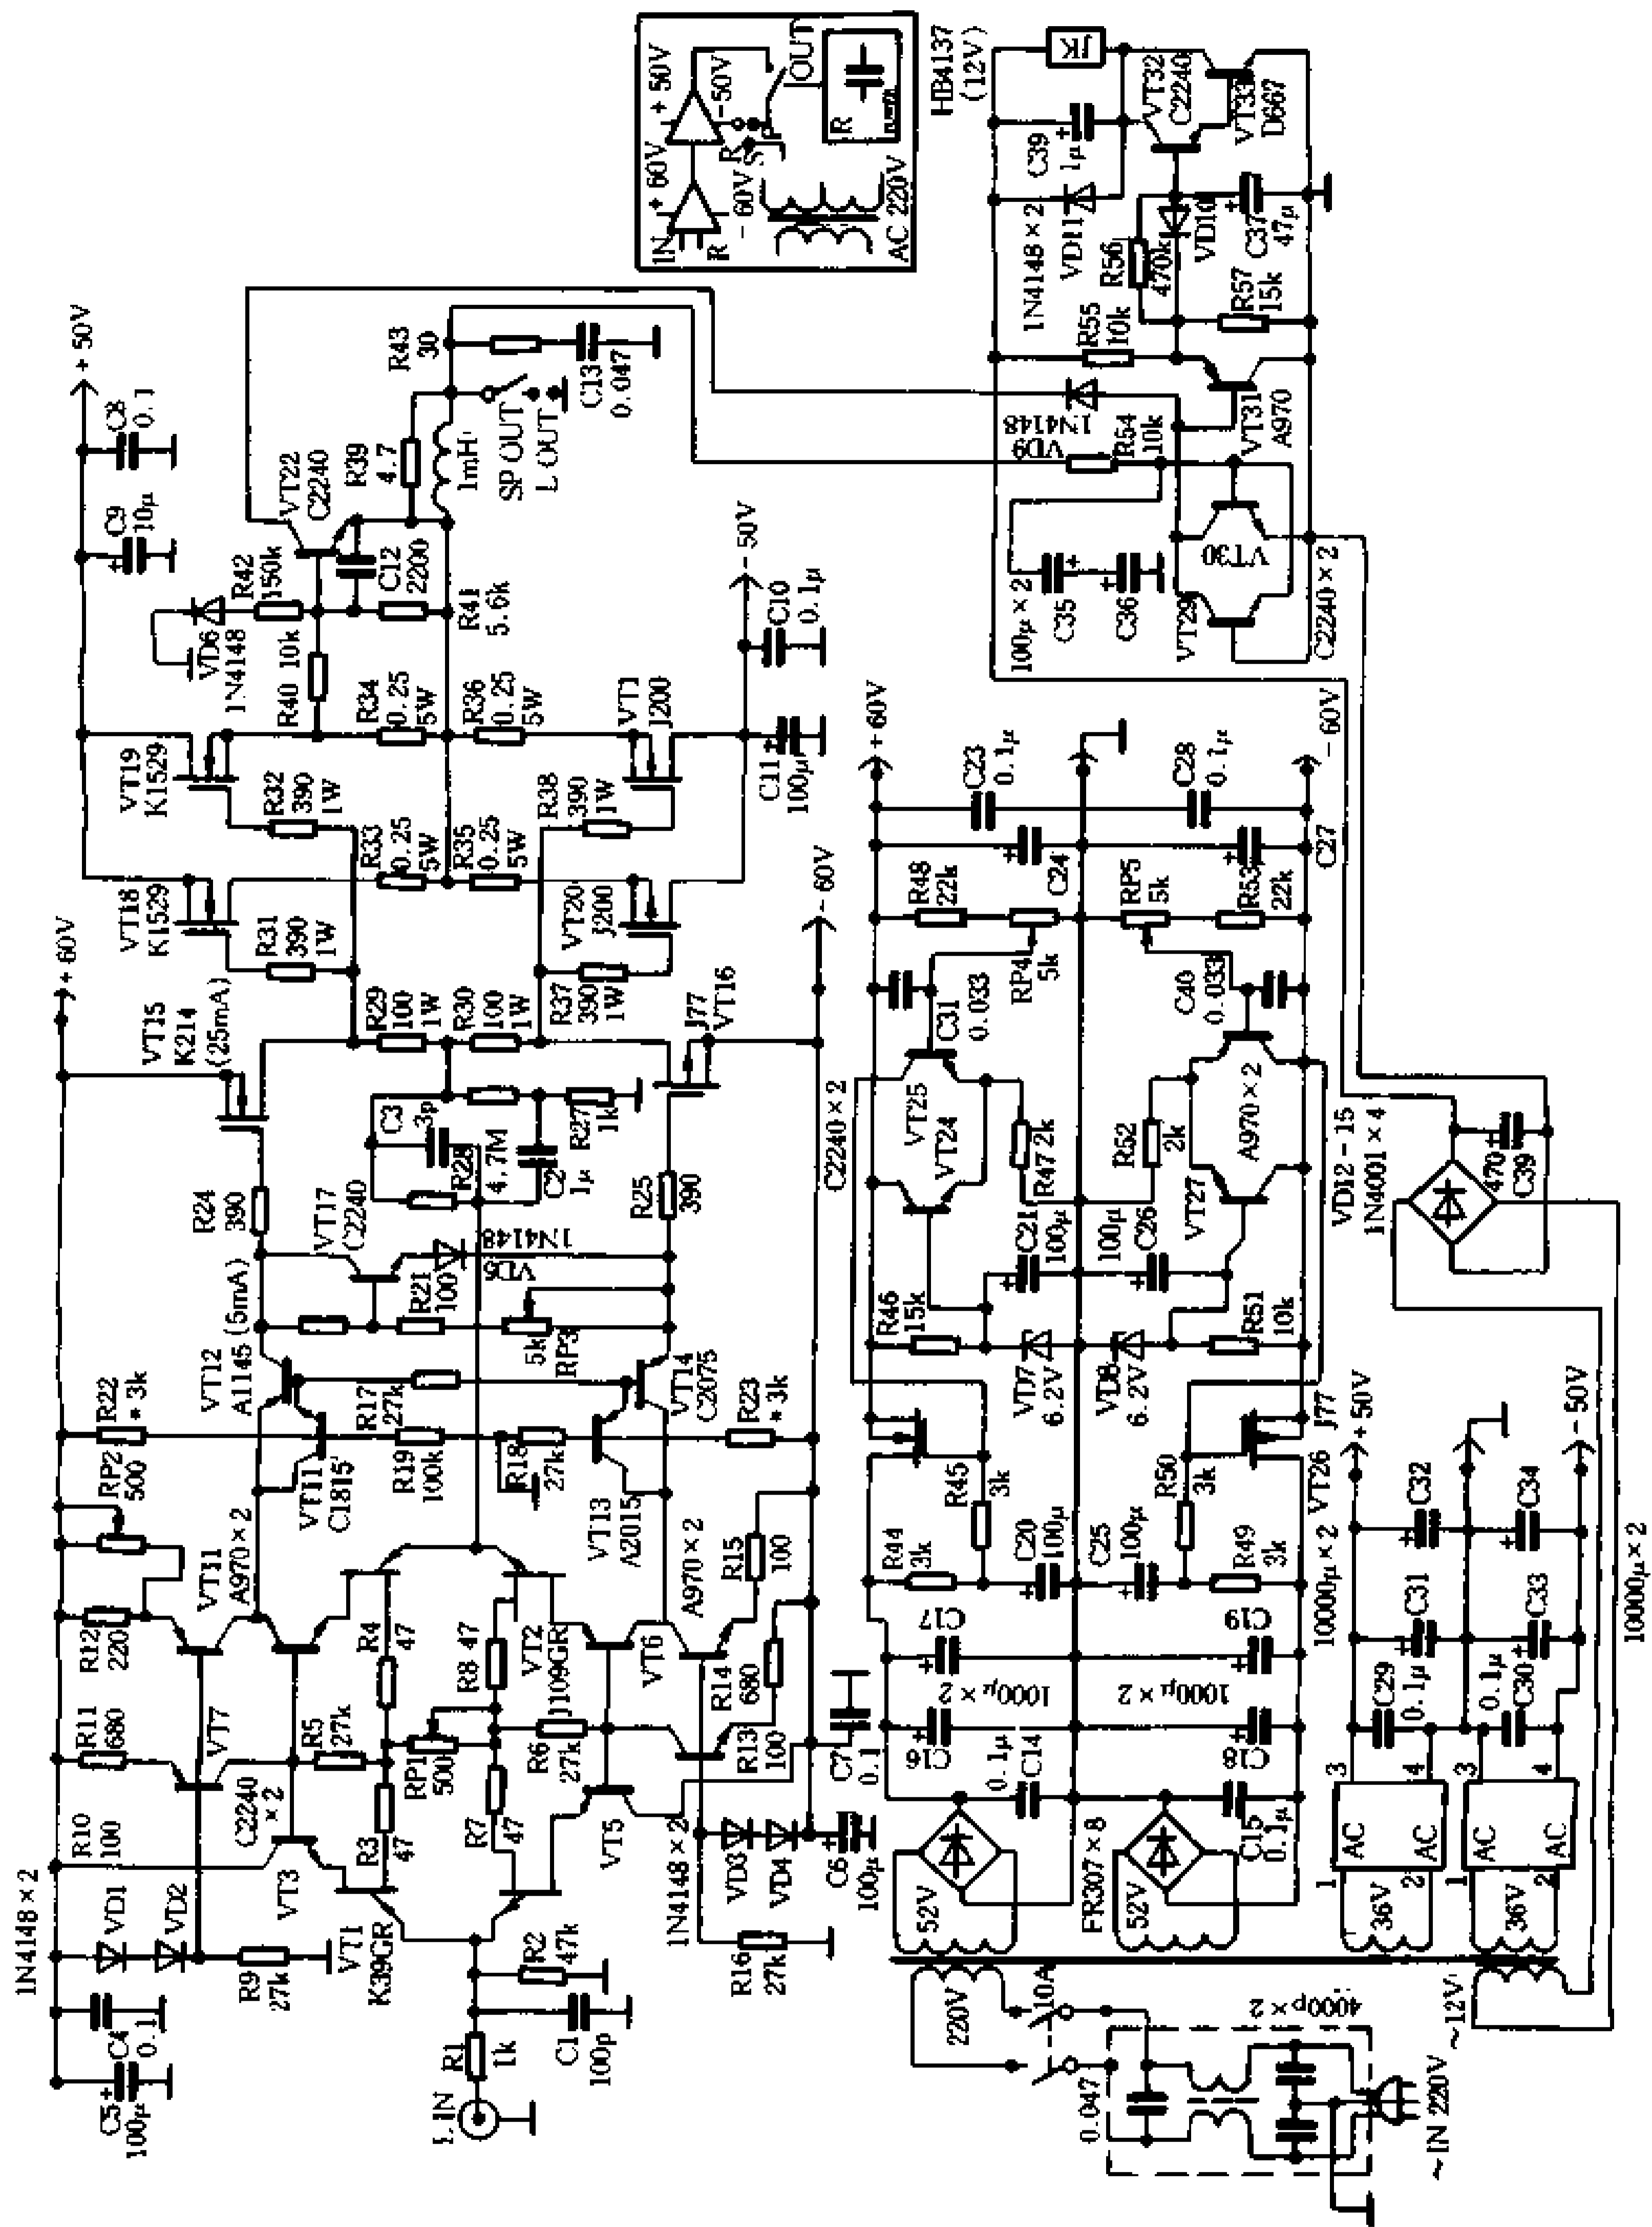 1N4148×2
C5
100μ
C4
0.1
VD1
VD2
R9
27k
R10
100
R11
680
R12
220
RP2
500
R22
*3k
VT7
VT11
A970×2
C2240
×2
VT3
VT1
K39GR
R3
47
R5
27k
R4
47
RP1
500
R7
47
R8 47
R6
27k
VT2
J109GR
VT5
VT6
L IN
R1
1k
C1
100p
R2
47k
R16
27k
1N4148×2
VD3
VD4
C6
100μ
C7
0.1
R13
100
R14
680
R15
100
A970×2
VT11
C1815
VT12
A1145 (5mA)
R19
100k
R17
27k
R18
27k
VT13
A2015
VT14
C2075
R23
*3k
R24
390
VT17
C2240
R21
100
VD5
1N4148
5k
RP3
R25
390
C3
3p
R28
4.7M
C2
1μ
R27
1k
VT15
K214
(25mA)
+60V
R29
100
1W
R30
100
1W
J77
VT16
-60V
VT18
K1529
R31
390
1W
VT19
K1529
R32
390
1W
R33
0.25
5W
R35
0.25
5W
R34
0.25
5W
R36
0.25
5W
R37
390
1W
R38
390
1W
VT20
J200
VT1
J200
C11
100μ
C10
0.1μ
-50V
VD6
1N4148
R40 10k
R42
150k
R41
5.6k
C12
2200
VT22
C2240
R39
4.7
1mH
C9
10μ
C8
0.1
+50V
R43
30
C13
0.047
SP OUT
L OUT
IN
R
+60V
-60V
+50V
-50V
R
S
P
OUT
R
AC 220V
HB4137
(12V)
JK
C39
1μ
1N4148×2
VD11
VT32
C2240
VT33
D667
R56
470k
VD10
C37
47μ
R55
10k
R57
15k
VT31
A970
VD9
1N4148
R54
10k
100μ×2
C35
C36
VT29
VT30
C2240×2
~IN 220V
0.047
4000p×2
10A
220V
~12V
52V
FR307×8
52V
36V
36V
C14
0.1μ
C15
0.1μ
C16
C17
1000μ×2
C18
C19
1000μ×2
R44
3k
R45
3k
C20
100μ
C25
100μ
R49
3k
R50
3k
VT26
J77
R46
15k
VD7
6.2V
VD8
6.2V
R51
10k
C21
100μ
C26
100μ
C2240×2
VT25
VT24
R47 2k
R52
2k
VT27
A970×2
C31
0.033
C40
0.033
R48
22k
RP4
5k
RP5
5k
R53
22k
C24
C27
C23
0.1μ
C28
0.1μ
+60V
-60V
1
2
3
4
AC
AC
1
2
3
4
AC
AC
C29
0.1μ
C30
0.1μ
C31
C32
C33
C34
10000μ×2
10000μ×2
+50V
-50V
VD12-15
1N4001×4
470
C39